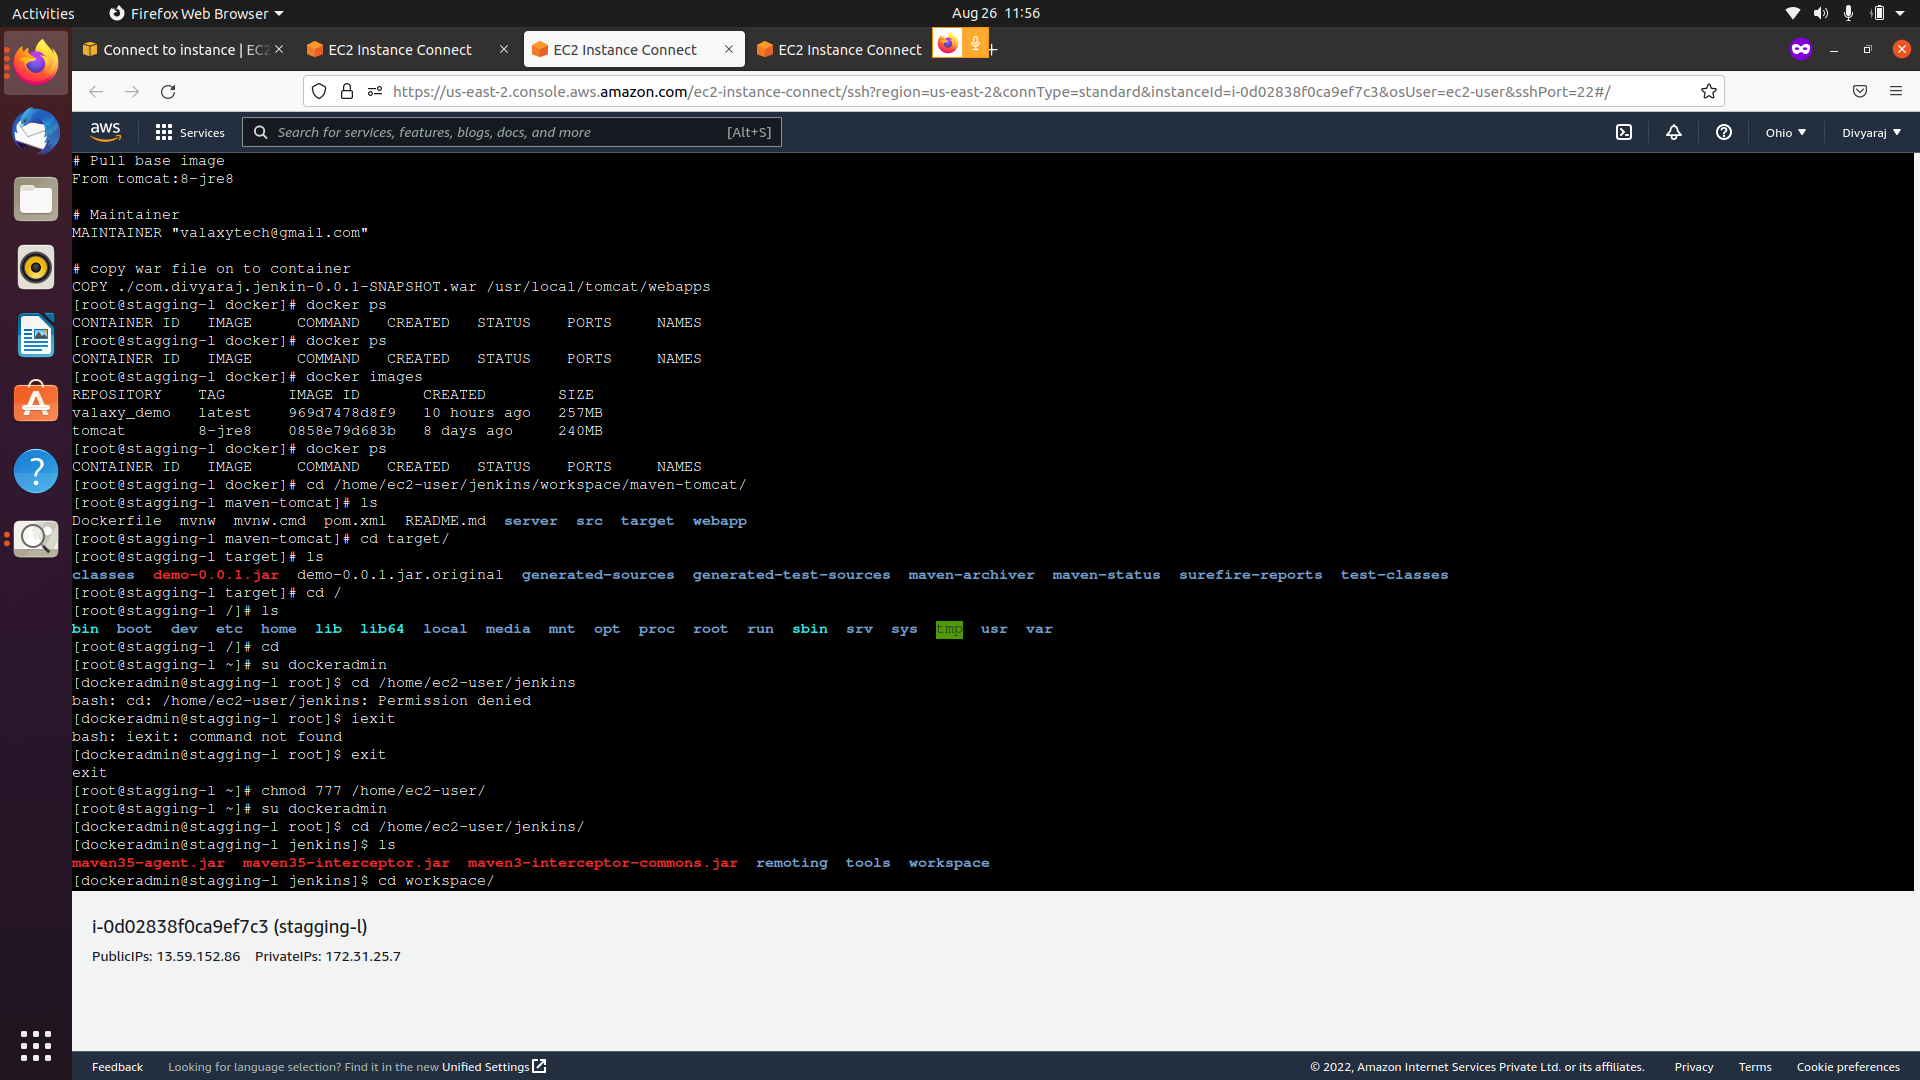 Activities
Firefox Web Browser
Aug 26 11:56
Connect to instance | EC2
EC2 Instance Connect
EC2 Instance Connect
EC2 Instance Connect
https://us-east-2.console.aws.amazon.com/ec2-instance-connect/ssh?region=us-east-2&connType=standard&instanceId=i-0d02838f0ca9ef7c3&osUser=ec2-user&sshPort=22#/
aws
Services
Search for services, features, blogs, docs, and more
[Alt+S]
Ohio
Divyaraj
# Pull base image
From tomcat:8-jre8
# Maintainer
MAINTAINER "valaxytech@gmail.com"
# copy war file on to container
COPY ./com.divyaraj.jenkin-0.0.1-SNAPSHOT.war /usr/local/tomcat/webapps
[root@stagging-l docker]# docker ps
CONTAINER ID   IMAGE     COMMAND   CREATED   STATUS    PORTS     NAMES
[root@stagging-l docker]# docker ps
CONTAINER ID   IMAGE     COMMAND   CREATED   STATUS    PORTS     NAMES
[root@stagging-l docker]# docker images
REPOSITORY    TAG       IMAGE ID       CREATED        SIZE
valaxy_demo   latest    969d7478d8f9   10 hours ago   257MB
tomcat        8-jre8    0858e79d683b   8 days ago     240MB
[root@stagging-l docker]# docker ps
CONTAINER ID   IMAGE     COMMAND   CREATED   STATUS    PORTS     NAMES
[root@stagging-l docker]# cd /home/ec2-user/jenkins/workspace/maven-tomcat/
[root@stagging-l maven-tomcat]# ls
Dockerfile  mvnw  mvnw.cmd  pom.xml  README.md  server  src  target  webapp
[root@stagging-l maven-tomcat]# cd target/
[root@stagging-l target]# ls
classes  demo-0.0.1.jar  demo-0.0.1.jar.original  generated-sources  generated-test-sources  maven-archiver  maven-status  surefire-reports  test-classes
[root@stagging-l target]# cd /
[root@stagging-l /]# ls
bin  boot  dev  etc  home  lib  lib64  local  media  mnt  opt  proc  root  run  sbin  srv  sys  tmp  usr  var
[root@stagging-l /]# cd
[root@stagging-l ~]# su dockeradmin
[dockeradmin@stagging-l root]$ cd /home/ec2-user/jenkins
bash: cd: /home/ec2-user/jenkins: Permission denied
[dockeradmin@stagging-l root]$ iexit
bash: iexit: command not found
[dockeradmin@stagging-l root]$ exit
exit
[root@stagging-l ~]# chmod 777 /home/ec2-user/
[root@stagging-l ~]# su dockeradmin
[dockeradmin@stagging-l root]$ cd /home/ec2-user/jenkins/
[dockeradmin@stagging-l jenkins]$ ls
maven35-agent.jar  maven35-interceptor.jar  maven3-interceptor-commons.jar  remoting  tools  workspace
[dockeradmin@stagging-l jenkins]$ cd workspace/
i-0d02838f0ca9ef7c3 (stagging-l)
PublicIPs: 13.59.152.86 PrivateIPs: 172.31.25.7
Feedback
Looking for language selection? Find it in the new Unified Settings
© 2022, Amazon Internet Services Private Ltd. or its affiliates.
Privacy
Terms
Cookie preferences